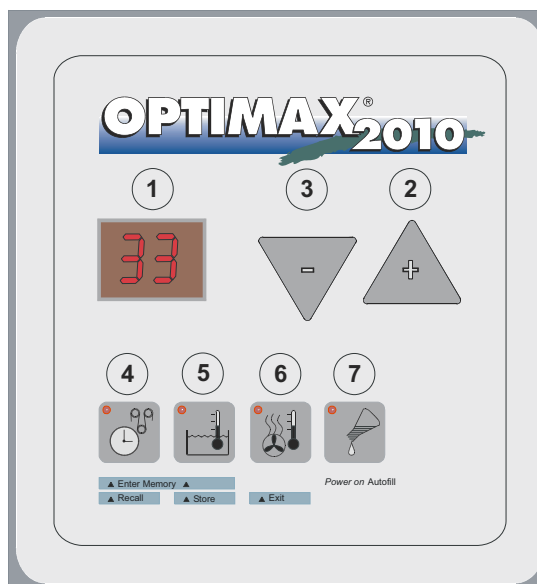 OPTIMAX®
2010
1 3 2
33
- +
4 5 6 7
▲ Enter Memory ▲
Power on Autofill
▲ Recall ▲ Store ▲ Exit